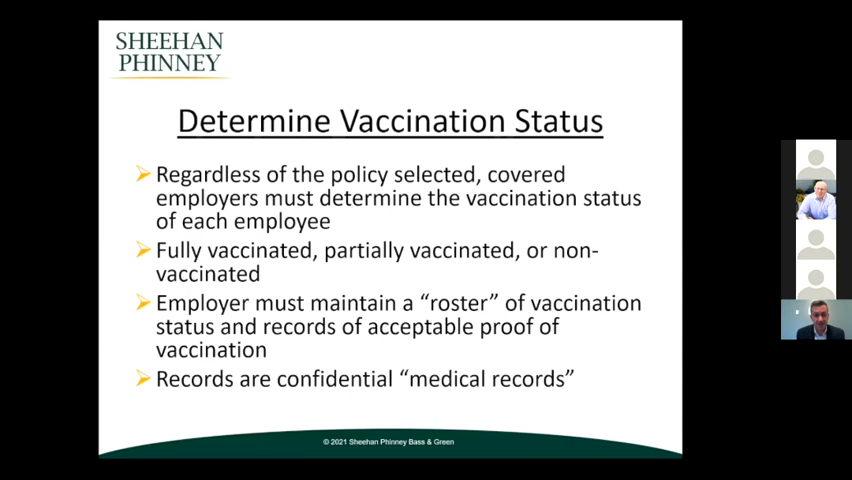 SHEEHAN
PHINNEY
Determine Vaccination Status
Regardless of the policy selected, covered
employers must determine the vaccination status
of each employee
Fully vaccinated, partially vaccinated, or non-
vaccinated
Employer must maintain a “roster” of vaccination
status and records of acceptable proof of
vaccination
Records are confidential “medical records”
© 2021 Sheehan Phinney Bass & Green